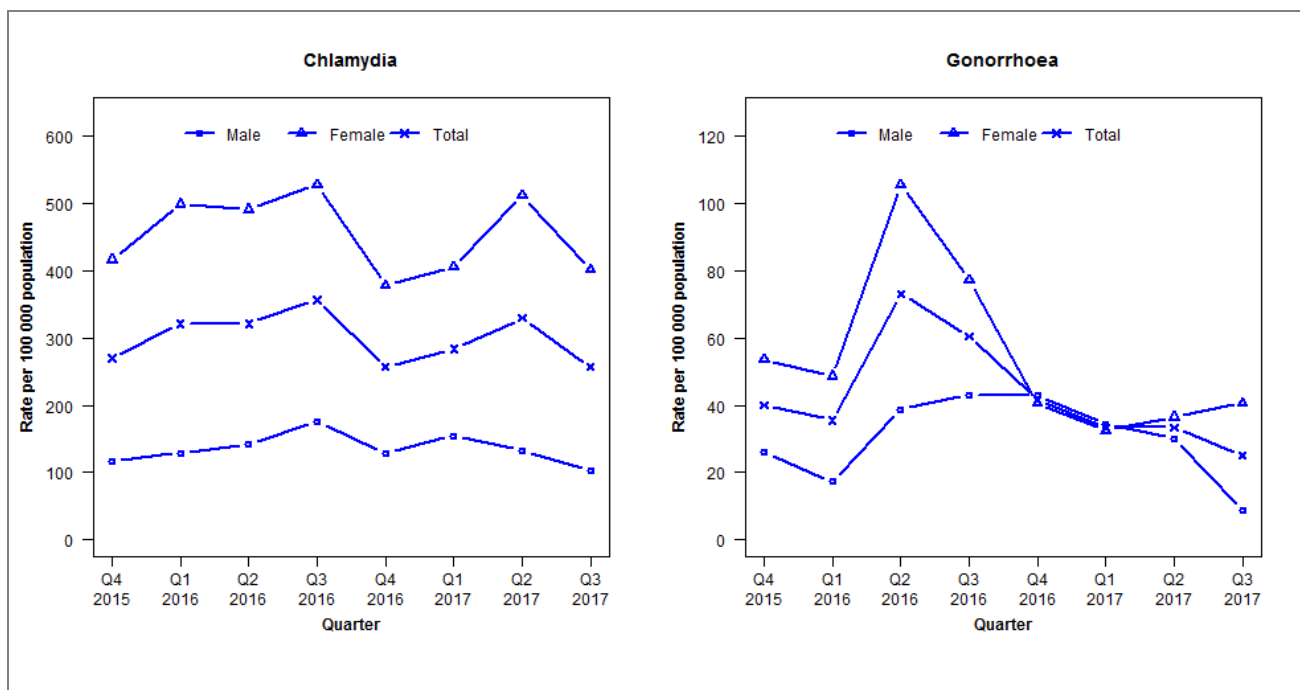 Chlamydia
Rate per 100 000 population
600
500
400
300
200
100
0
Male Female Total
Q4 Q1 Q2 Q3 Q4 Q1 Q2 Q3
2015 2016 2016 2016 2016 2017 2017 2017
Quarter
Gonorrhoea
Rate per 100 000 population
120
100
80
60
40
20
0
Male Female Total
Q4 Q1 Q2 Q3 Q4 Q1 Q2 Q3
2015 2016 2016 2016 2016 2017 2017 2017
Quarter